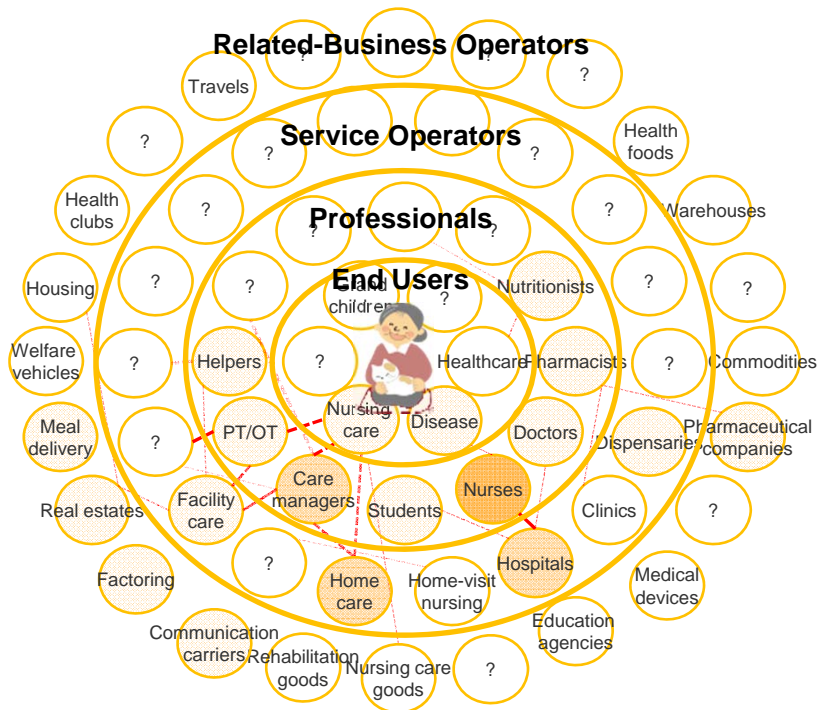 Related-Business Operators
?
?
?
Travels
Service Operators
?
?
?
Health
foods
Health
clubs
?
?
Warehouses
Professionals
?
?
End Users
Grand
children
?
Nutritionists
Housing
?
?
?
?
Welfare
vehicles
?
Helpers
?
Healthcare
Pharmacists
?
Commodities
Meal
delivery
?
PT/OT
Nursing
care
Disease
Doctors
Dispensaries
Pharmaceutical
companies
Real estates
Facility
care
Care
managers
Students
Nurses
Clinics
?
Factoring
?
Home
care
Home-visit
nursing
Hospitals
Medical
devices
Communication
carriers
Rehabilitation
goods
Nursing care
goods
?
Education
agencies